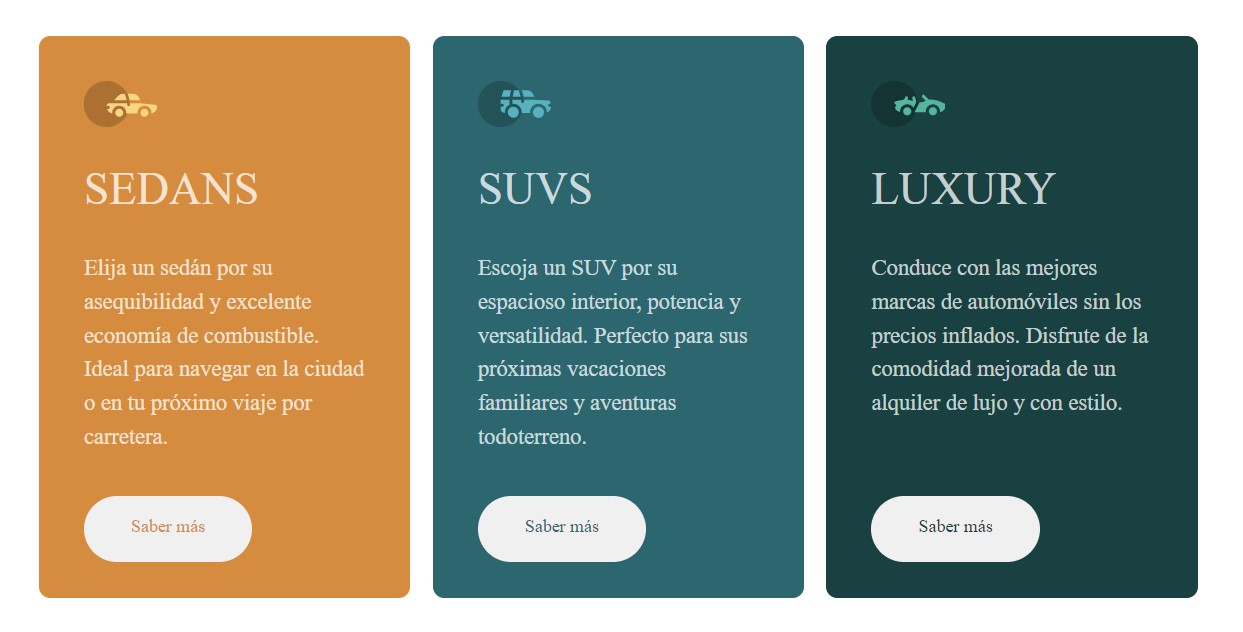 SEDANS
Elija un sedán por su
asequibilidad y excelente
economía de combustible.
Ideal para navegar en la ciudad
o en tu próximo viaje por
carretera.
Saber más
SUVS
Escoja un SUV por su
espacioso interior, potencia y
versatilidad. Perfecto para sus
próximas vacaciones
familiares y aventuras
todoterreno.
Saber más
LUXURY
Conduce con las mejores
marcas de automóviles sin los
precios inflados. Disfrute de la
comodidad mejorada de un
alquiler de lujo y con estilo.
Saber más